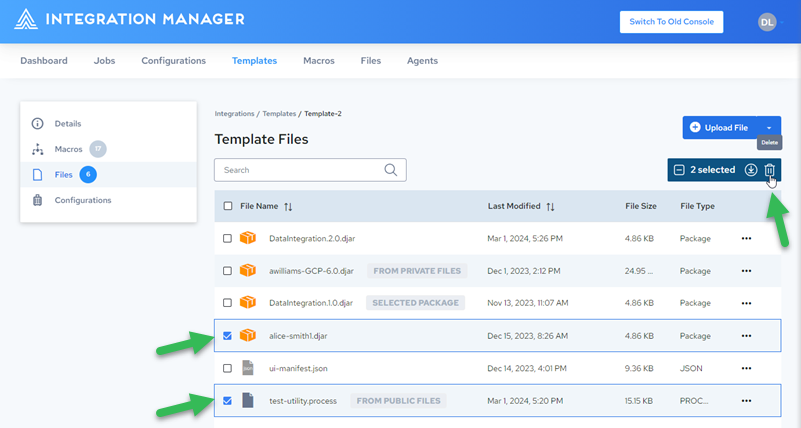 INTEGRATION MANAGER
Switch To Old Console
DL
Dashboard Jobs Configurations Templates Macros Files Agents
Details
Macros 17
Files 6
Configurations
Integrations / Templates / Template-2
Template Files
Upload File
Delete
Search
2 selected
File Name Last Modified File Size File Type
DataIntegration.2.0.djar Mar 1, 2024, 5:26 PM 4.86 KB Package
awilliams-GCP-6.0.djar FROM PRIVATE FILES Dec 1, 2023, 2:12 PM 24.95 ... Package
DataIntegration.1.0.djar SELECTED PACKAGE Nov 13, 2023, 11:07 AM 4.86 KB Package
alice-smith1.djar Dec 15, 2023, 8:26 AM 4.86 KB Package
ui-manifest.json Dec 14, 2023, 4:01 PM 9.36 KB JSON
test-utility.process FROM PUBLIC FILES Mar 1, 2024, 5:20 PM 15.15 KB PROC...